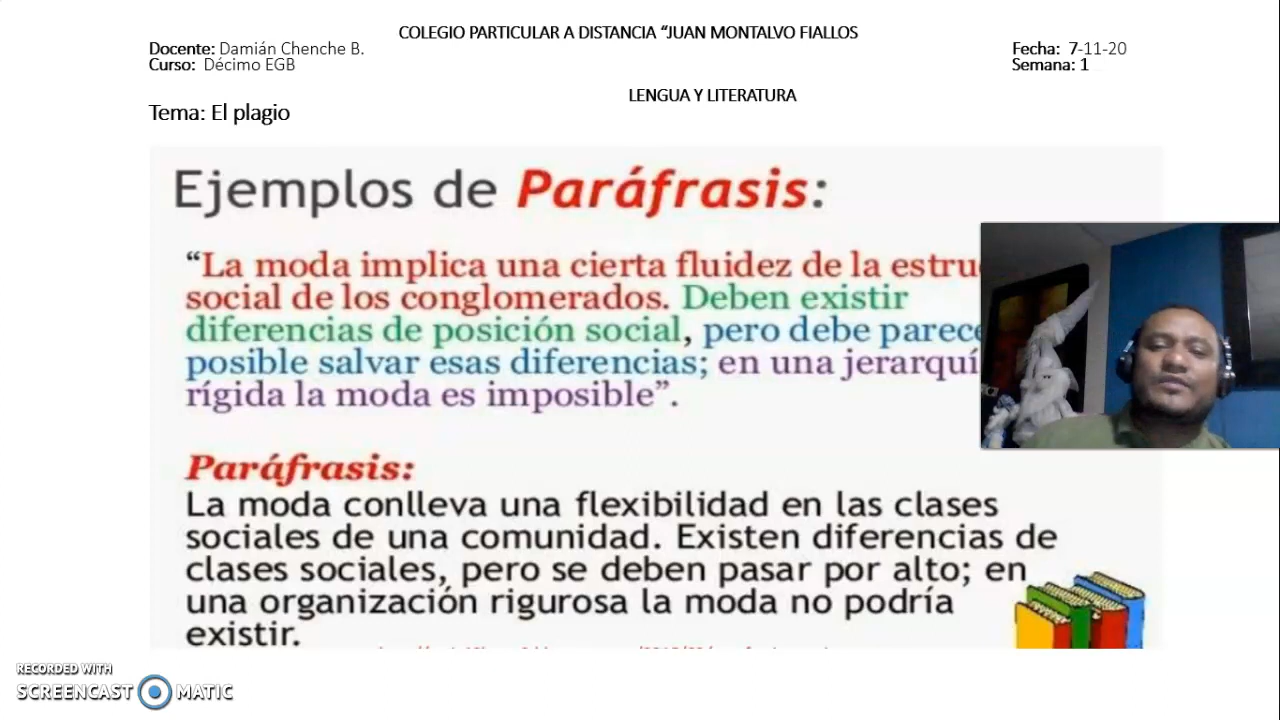 COLEGIO PARTICULAR A DISTANCIA “JUAN MONTALVO FIALLOS
Docente: Damián Chenche B.
Fecha: 7-11-20
Curso: Décimo EGB
Semana: 1
LENGUA Y LITERATURA
Tema: El plagio
Ejemplos de Paráfrasis:
“La moda implica una cierta fluidez de la estru
social de los conglomerados. Deben existir
diferencias de posición social, pero debe parece
posible salvar esas diferencias; en una jerarquí
rígida la moda es imposible”.
Paráfrasis:
La moda conlleva una flexibilidad en las clases
sociales de una comunidad. Existen diferencias de
clases sociales, pero se deben pasar por alto; en
una organización rigurosa la moda no podría
existir.
RECORDED WITH
SCREENCAST MATIC